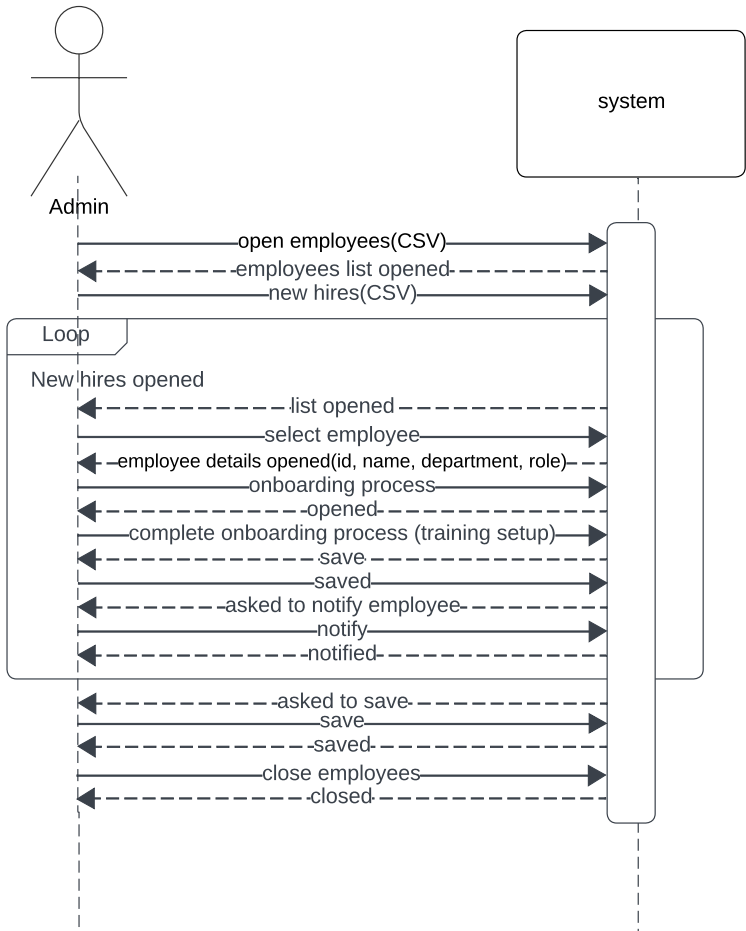 system
Admin
open employees(CSV)
employees list opened
new hires(CSV)
Loop
New hires opened
list opened
select employee
employee details opened(id, name, department, role)
onboarding process
opened
complete onboarding process (training setup)
save
saved
asked to notify employee
notify
notified
asked to save
save
saved
close employees
closed